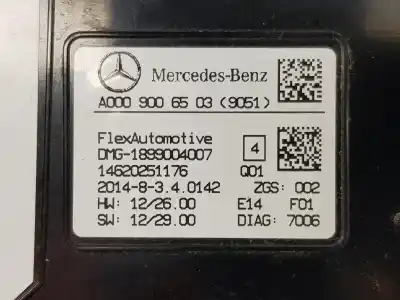 Mercedes-Benz
A000 900 65 03 (9051)
FlexAutomotive
DMG-1899004007
4
14620251176
Q01
2014-8-3.4.0142
ZGS: 002
HW: 12/26.00
E14
F01
SW: 12/29.00
DIAG: 7006